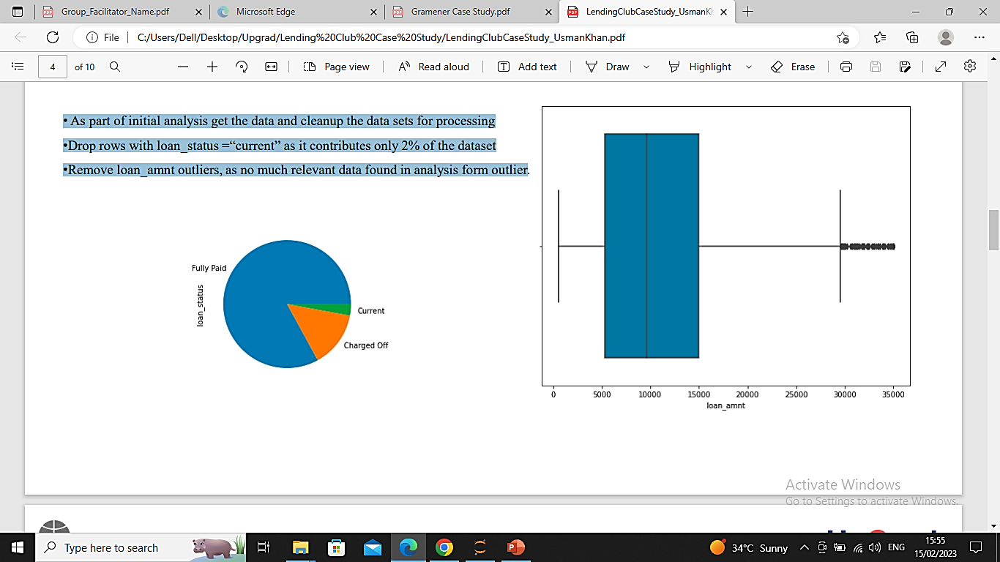 Group_Facilitator_Name.pdf
Microsoft Edge
Gramener Case Study.pdf
LendingClubCaseStudy_UsmanKh
File
C:/Users/Dell/Desktop/Upgrad/Lending%20Club%20Case%20Study/LendingClubCaseStudy_UsmanKhan.pdf
4 of 10
Page view
Read aloud
Add text
Draw
Highlight
Erase
• As part of initial analysis get the data and cleanup the data sets for processing
•Drop rows with loan_status =“current” as it contributes only 2% of the dataset
•Remove loan_amnt outliers, as no much relevant data found in analysis form outlier.
Fully Paid
loan_status
Current
Charged Off
0 5000 10000 15000 20000 25000 30000 35000
loan_amnt
Activate Windows
Go to Settings to activate Windows.
Type here to search
34°C Sunny
ENG
15:55
15/02/2023